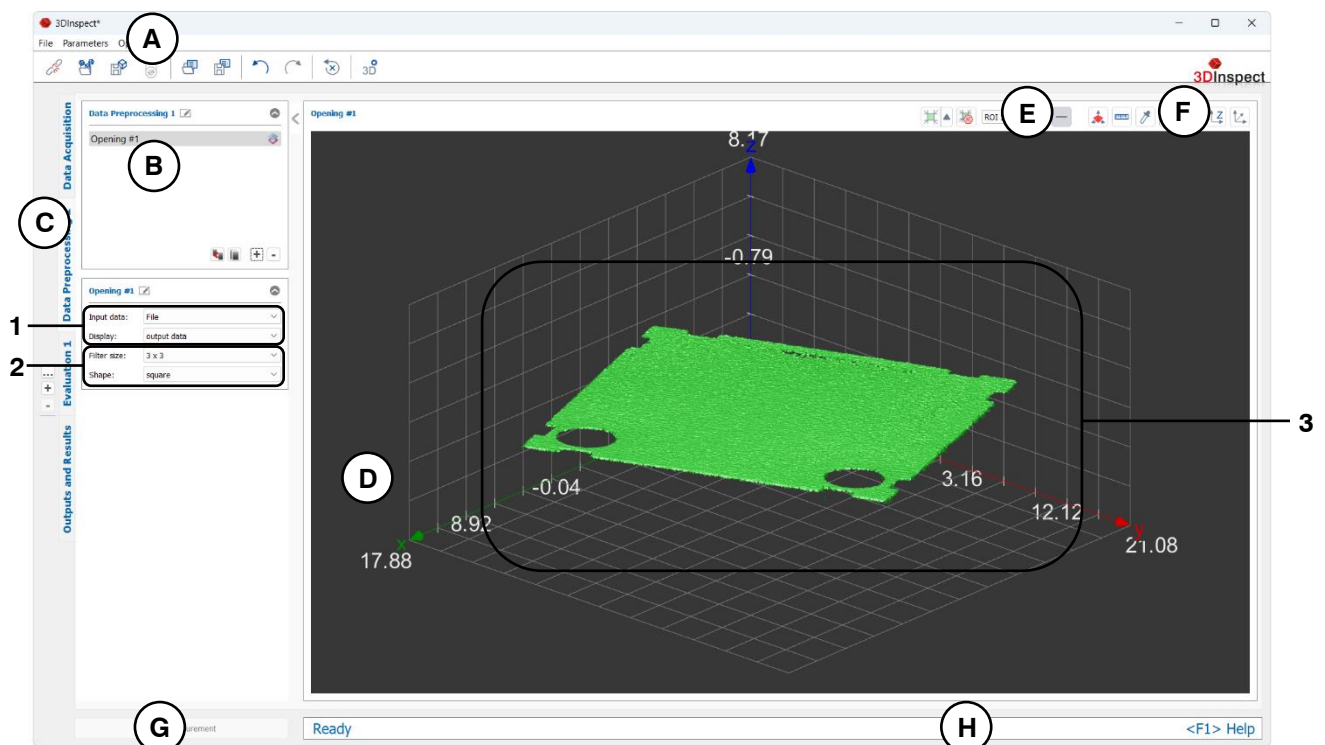 3DInspect*
File Parameters
A
3D
3DInspect
Data Acquisition
Evaluation 1
Outputs and Results
Data Preprocessing 1
Opening #1
B
C
+ -
Opening #1
1
Input data: File
Display: output data
2
Filter size: 3 x 3
Shape: square
...
+
-
Opening #1
ROI
E
F
Z
8.17
z
-0.79
3
D
-0.04
8.92
x
17.88
3.16
12.12
y
21.08
G
Ready
H
<F1> Help